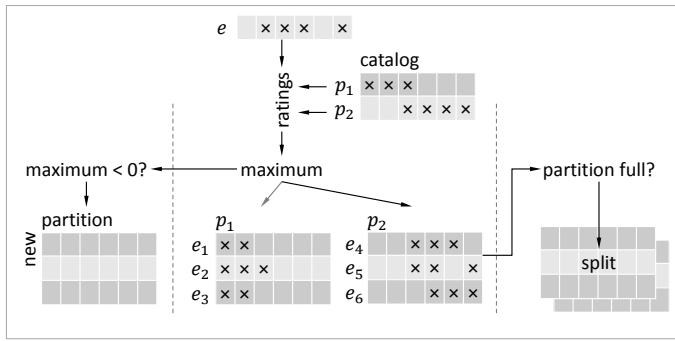 e × × × ×
catalog
ratings
p₁ × × ×
p₂ × × × ×
maximum < 0?
maximum
partition full?
new
partition
p₁
e₁ × ×
e₂ × × ×
e₃ × ×
p₂
e₄ × × ×
e₅ × × ×
e₆ × × ×
split